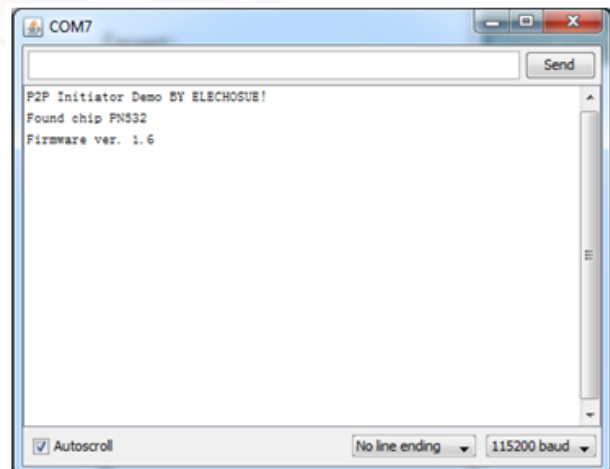 COM7
Send
P2P Initiator Demo BY ELECHOSUE!
Found chip PN532
Firmware ver. 1.6
Autoscroll
No line ending
115200 baud